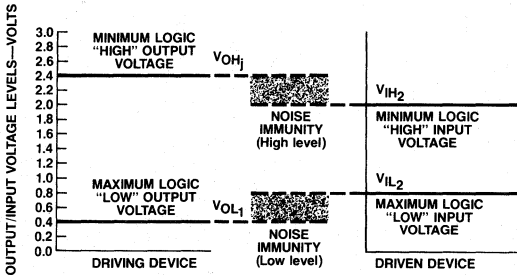 OUTPUT/INPUT VOLTAGE LEVELS—VOLTS
3.0
2.8
2.6
2.4
2.2
2.0
1.8
1.6
1.4
1.2
1.0
0.8
0.6
0.4
0.2
0.0
MINIMUM LOGIC
"HIGH" OUTPUT
VOLTAGE
VOHj
MAXIMUM LOGIC
"LOW" OUTPUT
VOLTAGE
VOL1
DRIVING DEVICE
NOISE
IMMUNITY
(High level)
NOISE
IMMUNITY
(Low level)
VIH2
MINIMUM LOGIC
"HIGH" INPUT
VOLTAGE
VIL2
MAXIMUM LOGIC
"LOW" INPUT
VOLTAGE
DRIVEN DEVICE